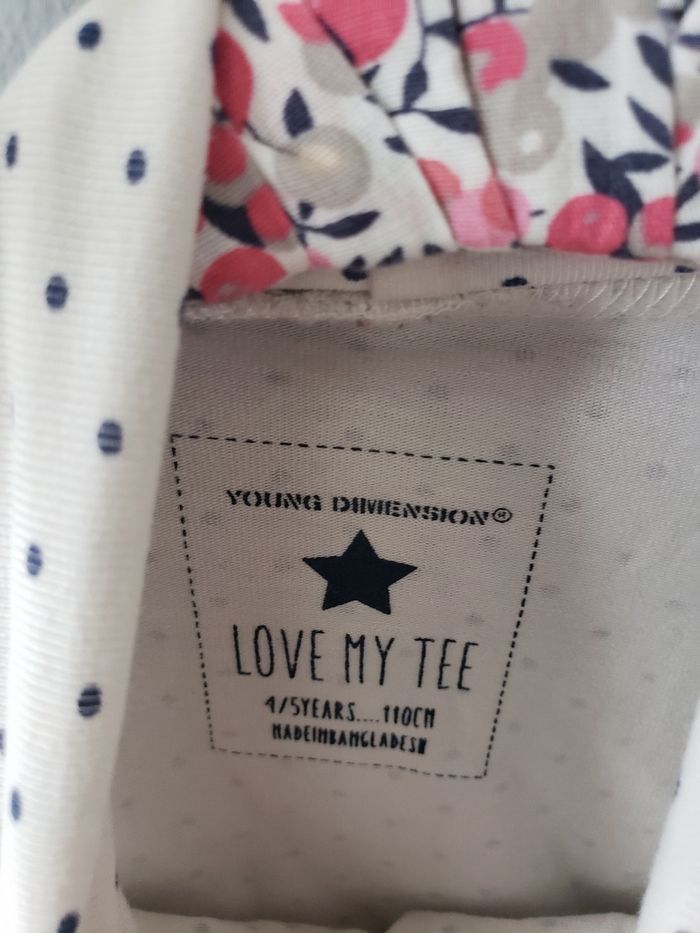 YOUNG DIMENSION®
LOVE MY TEE
4/5YEARS....110CM
MADEINBANGLADESH